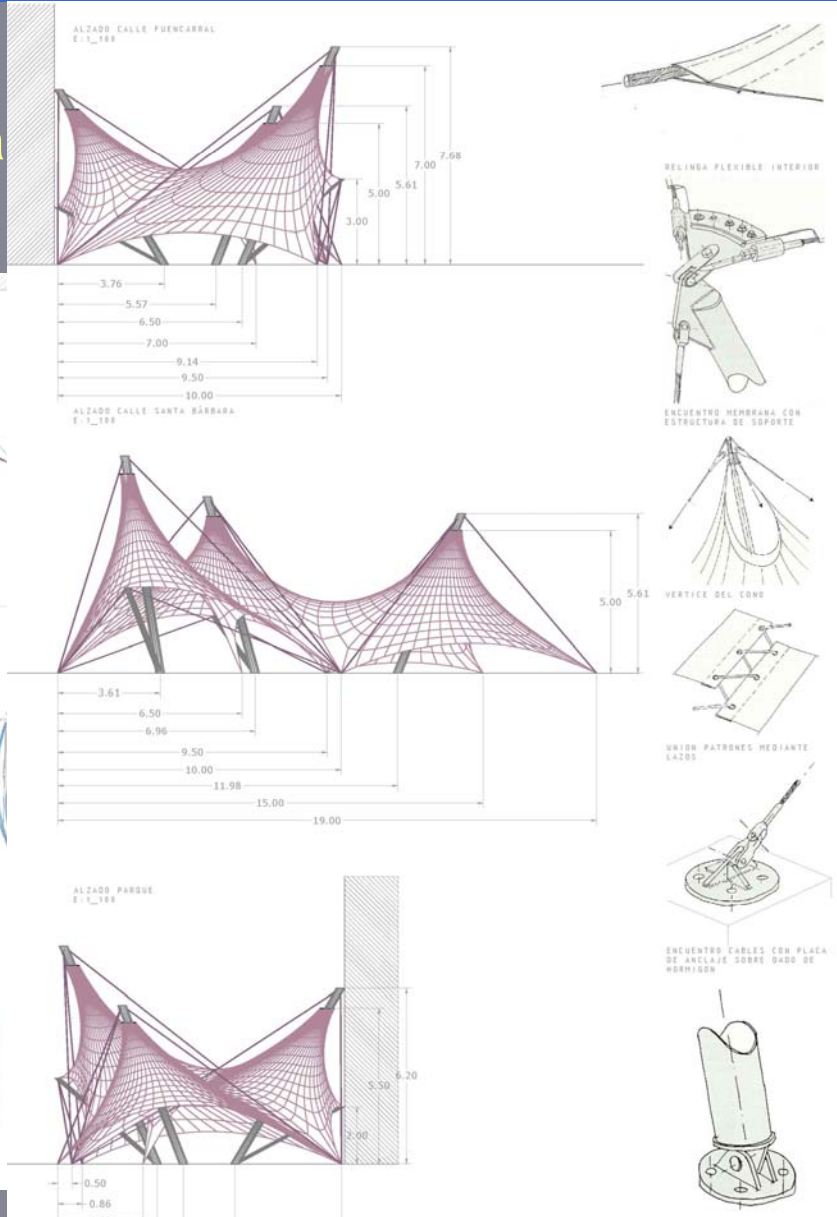 ALZADO CALLE FUENCARRAL
E:1_100
7.68
7.00
5.61
5.00
3.00
3.76
5.57
6.50
7.00
9.14
9.50
10.00
ALZADO CALLE SANTA BÁRBARA
E:1_100
5.61
5.00
3.61
6.50
6.96
9.50
10.00
11.98
15.00
19.00
ALZADO PARQUE
E:1_100
6.20
5.50
0.50
0.86
RELINGA FLEXIBLE INTERIOR
ENCUENTRO MEMBRANA CON
ESTRUCTURA DE SOPORTE
VERTICE DEL CONO
UNION PATRONES MEDIANTE
LAZOS
ENCUENTRO CABLES CON PLACA
DE ANCLAJE SOBRE DADO DE
HORMIGON